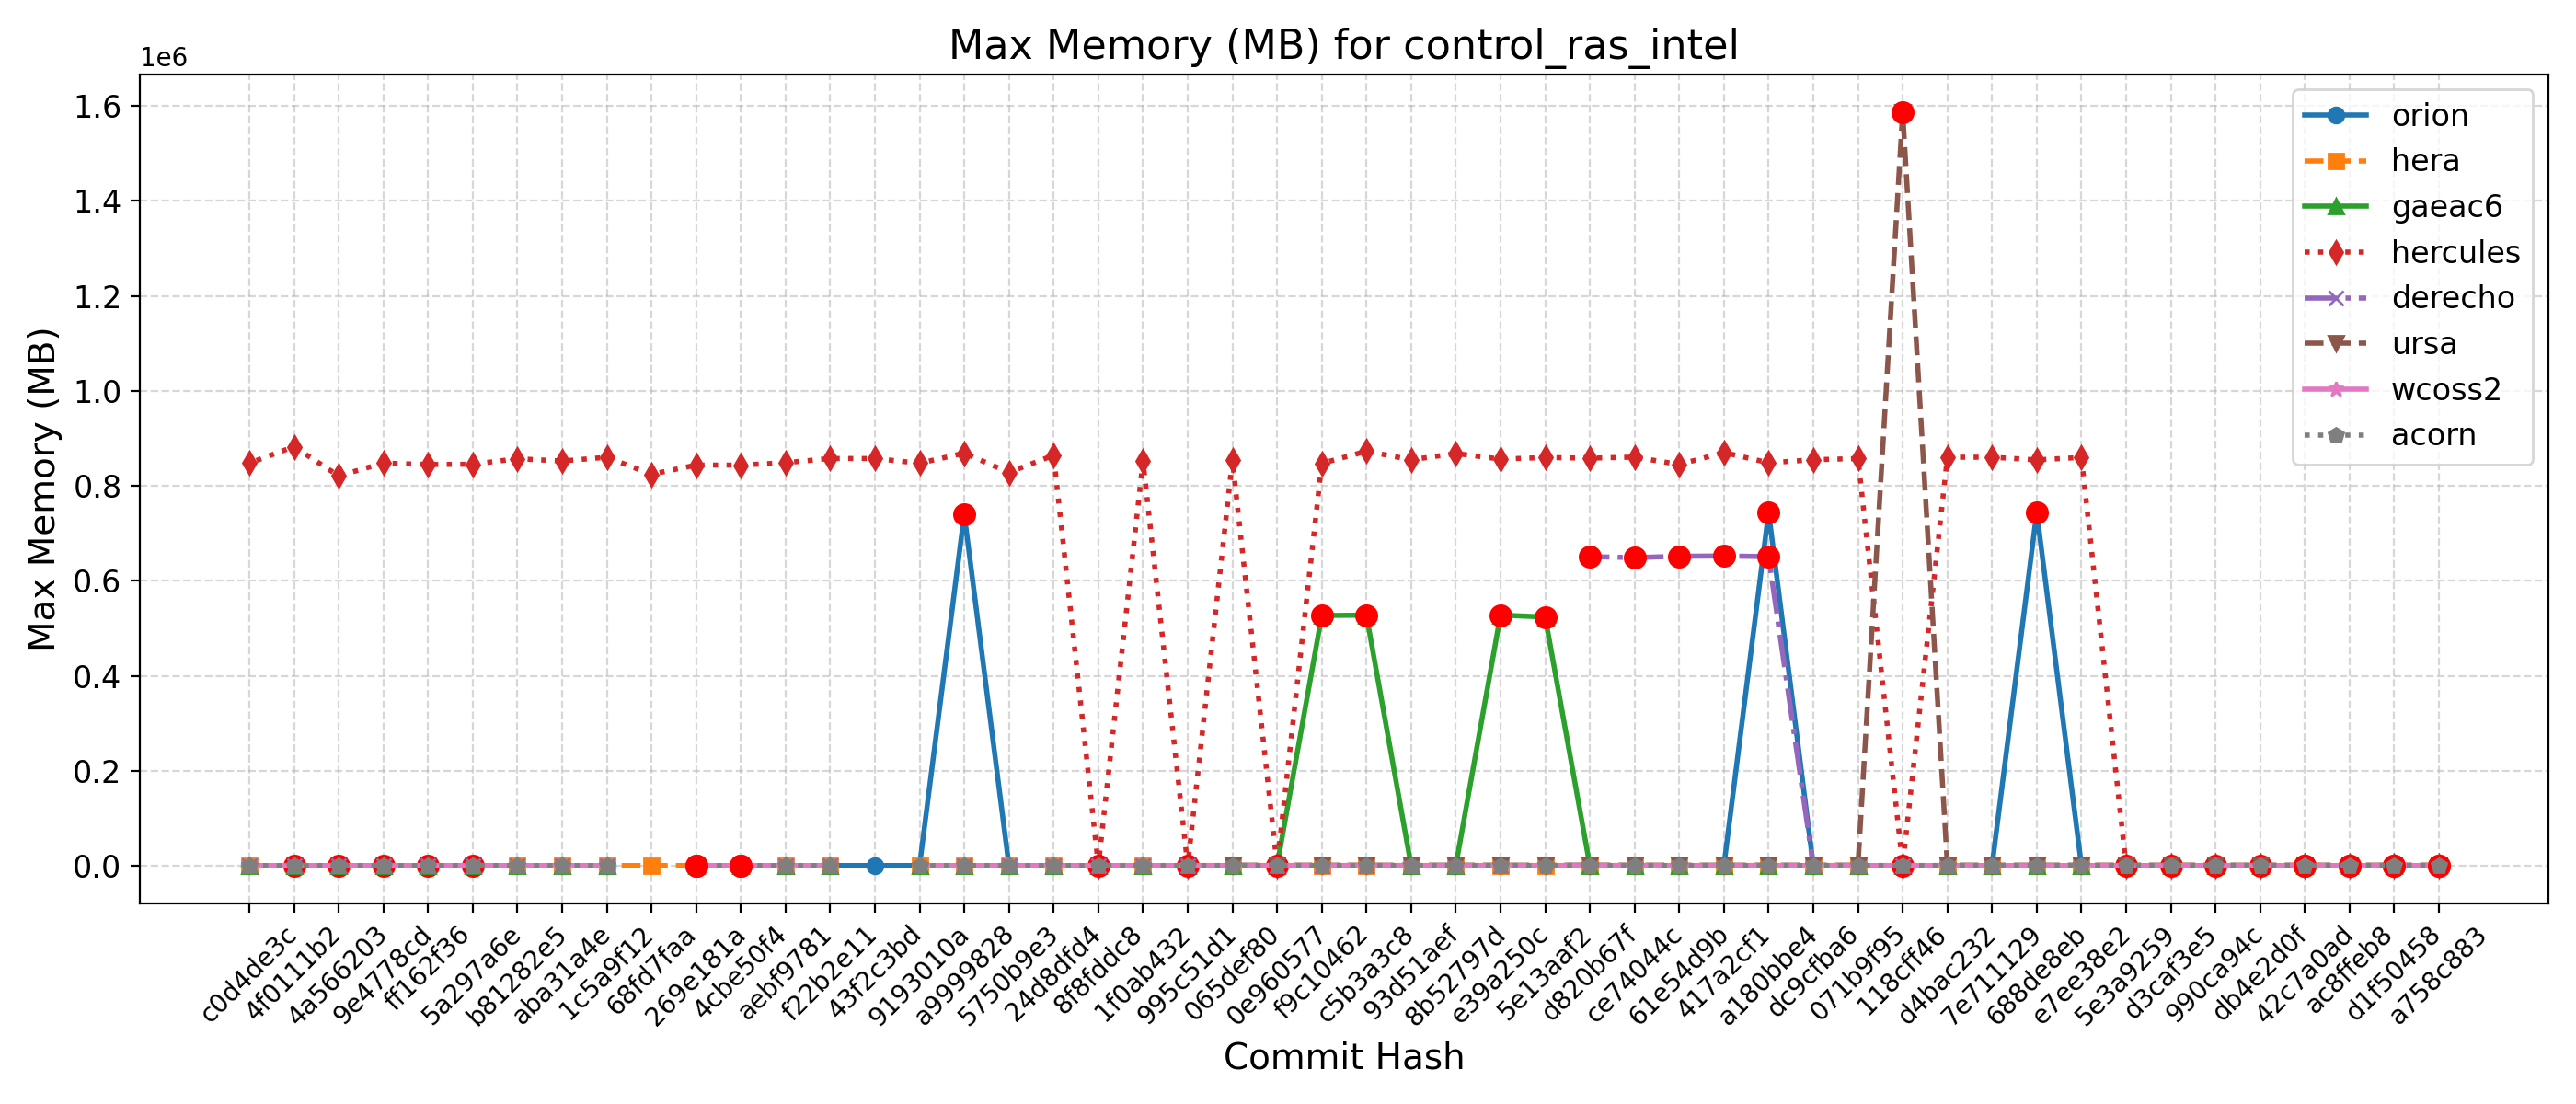 Max Memory (MB) for control_ras_intel
1e6
1.6
1.4
1.2
1.0
0.8
0.6
0.4
0.2
0.0
Max Memory (MB)
orion
hera
gaeac6
hercules
derecho
ursa
wcoss2
acorn
c0d4de3c
4f0111b2
4a566203
9e4778cd
ff162f36
5a297a6e
b81282e5
aba31a4e
1c5a9f12
68fd7faa
269e181a
4cbe50f4
aebf9781
f22b2e11
43f2c3bd
9193010a
a9999828
5750b9e3
24d8dfd4
8f8fddc8
1f0ab432
995c51d1
065def80
0e960577
f9c10462
c5b3a3c8
93d51aef
8b52797d
e39a250c
5e13aaf2
d820b67f
ce74044c
61e54d9b
417a2cf1
a180bbe4
dc9cfba6
071b9f95
118cff46
d4bac232
7e711129
688de8eb
e7ee38e2
5e3a9259
d3caf3e5
990ca94c
db4e2d0f
42c7a0ad
ac8ffeb8
d1f50458
a758c883
Commit Hash